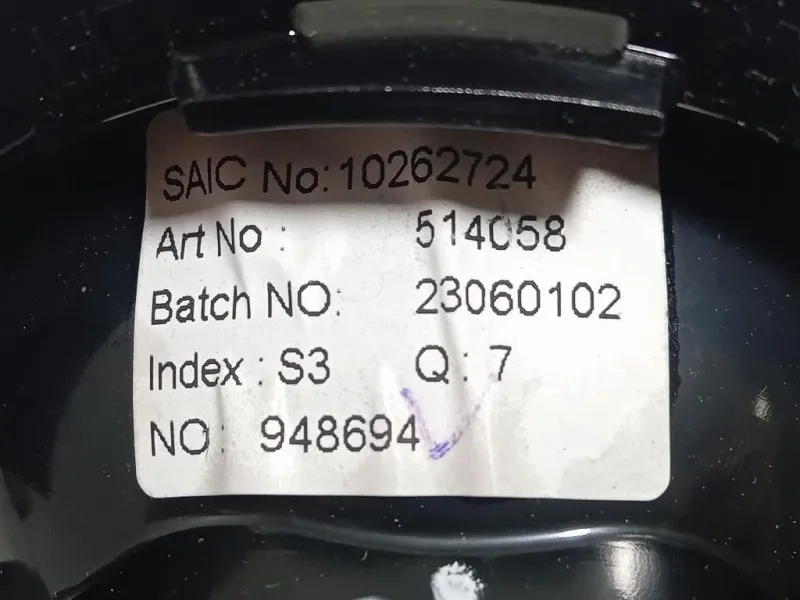 SAIC No:10262724
Art No : 514058
Batch NO: 23060102
Index : S3 Q : 7
NO: 948694